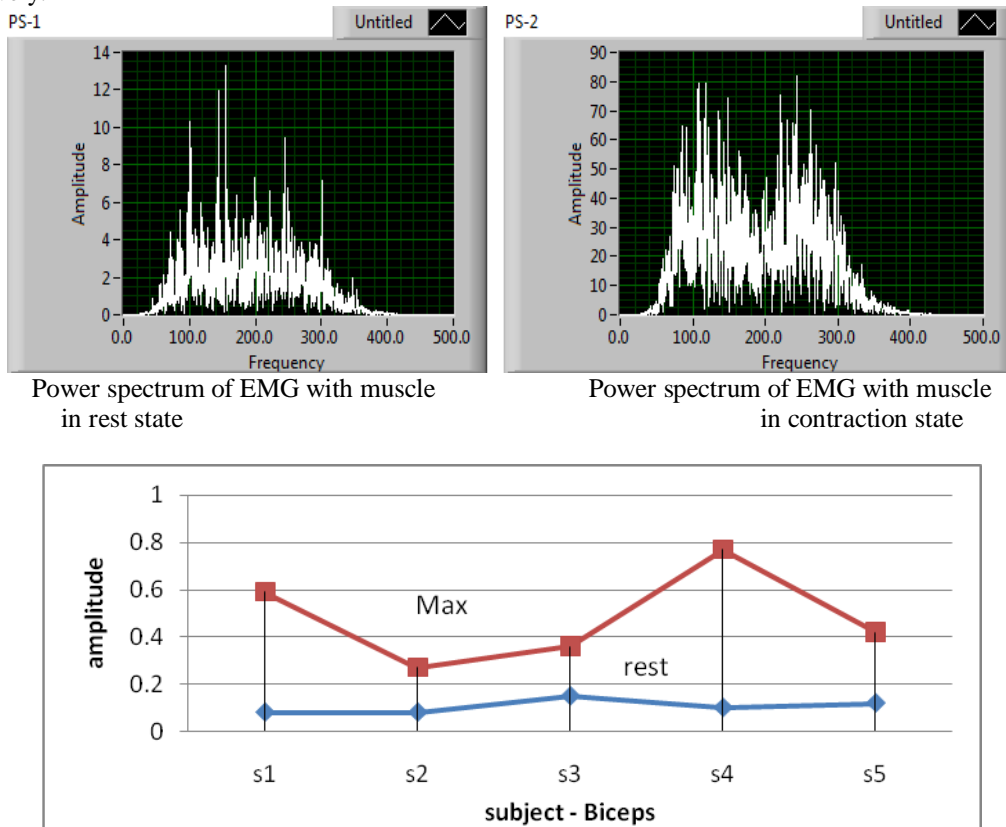 PS-1
Untitled
14
12
10
8
6
4
2
0
Amplitude
0.0 100.0 200.0 300.0 400.0 500.0
Frequency
Power spectrum of EMG with muscle
in rest state
PS-2
Untitled
90
80
70
60
50
40
30
20
10
0
Amplitude
0.0 100.0 200.0 300.0 400.0 500.0
Frequency
Power spectrum of EMG with muscle
in contraction state
1
0.8
0.6
0.4
0.2
0
amplitude
Max
rest
s1 s2 s3 s4 s5
subject - Biceps